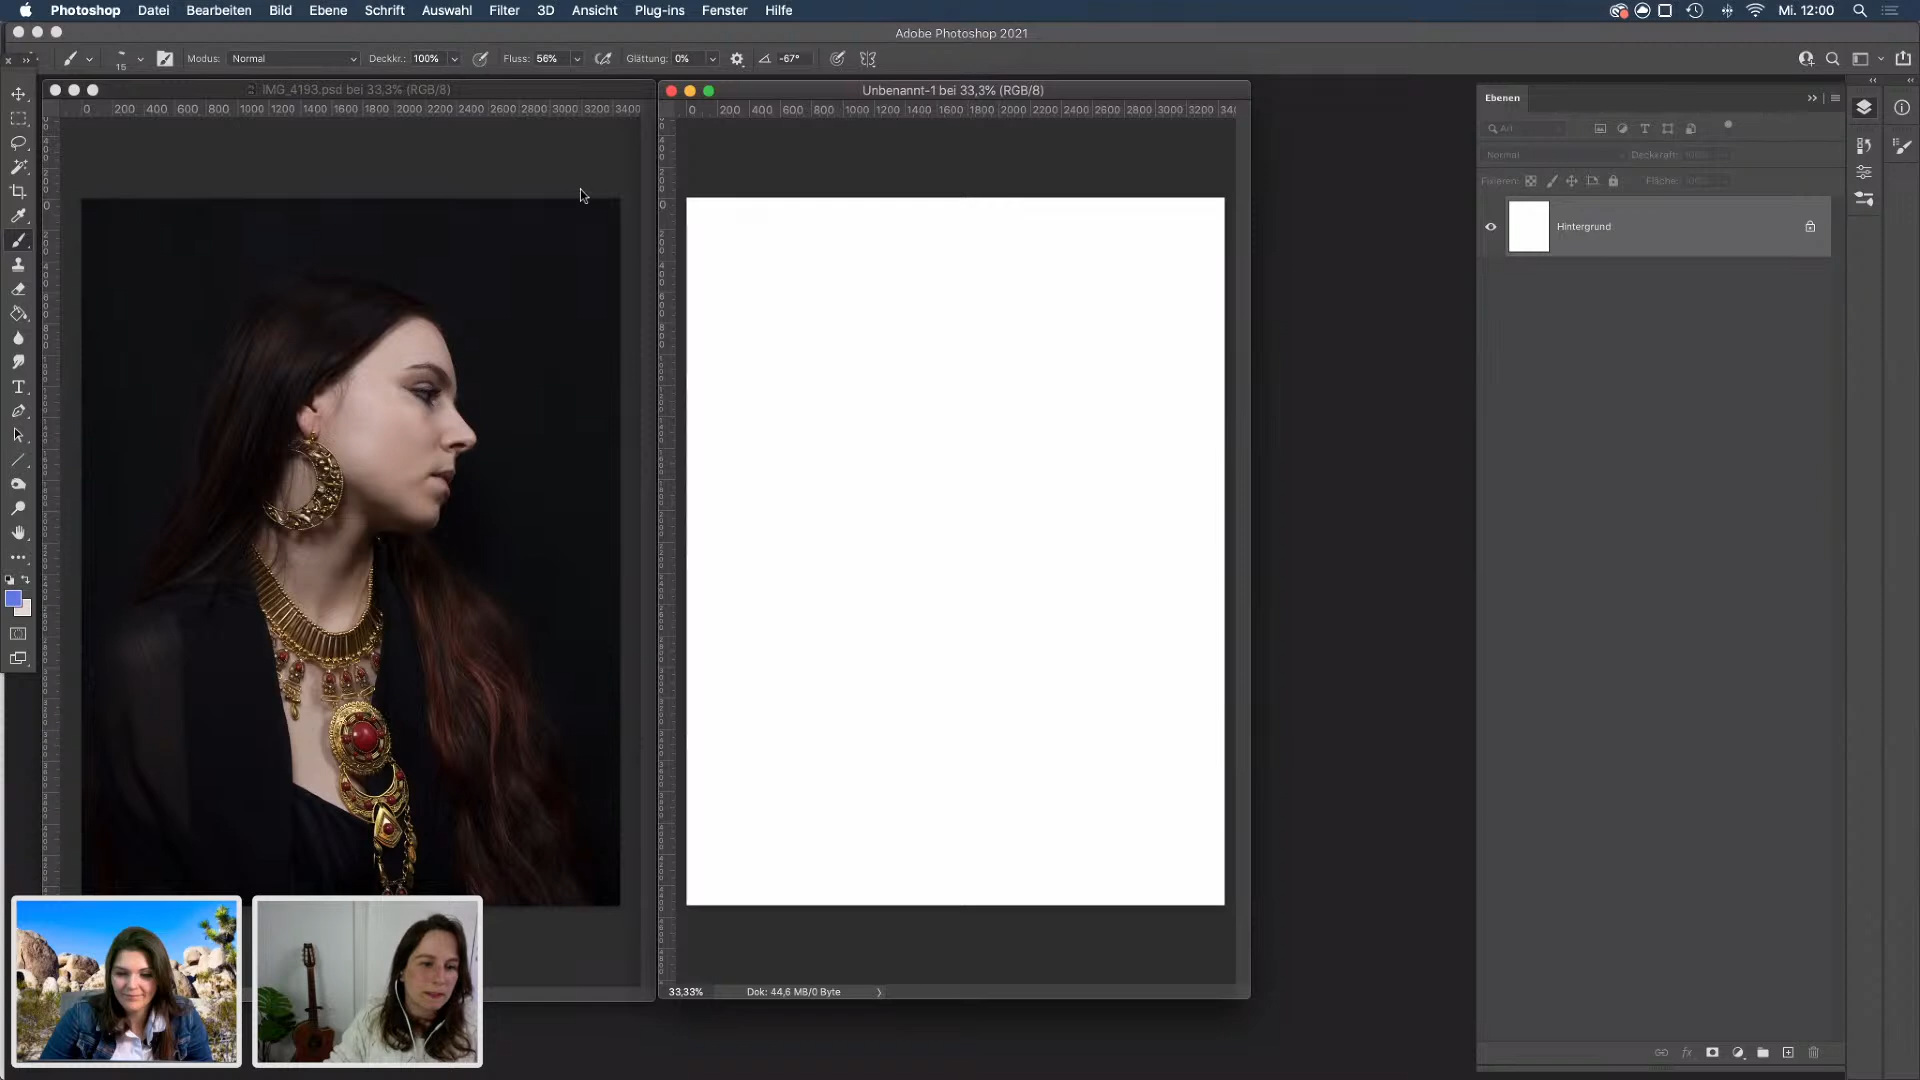 Photoshop Datei Bearbeiten Bild Ebene Schrift Auswahl Filter 3D Ansicht Plug-ins Fenster Hilfe Mi. 12:00
Adobe Photoshop 2021
15 Modus: Normal Deckkr.: 100% Fluss: 56% Glättung: 0% -67°
IMG_4193.psd bei 33,3% (RGB/8)
Unbenannt-1 bei 33,3% (RGB/8)
0 200 400 600 800 1000 1200 1400 1600 1800 2000 2200 2400 2600 2800 3000 3200 3400
0 200 400 600 800 1000 1200 1400 1600 1800 2000 2200 2400 2600 2800 3000 3200
Ebenen
Art
Normal Deckkraft: 100%
Fixieren: Fläche:
Hintergrund
33,33% Dok: 44,6 MB/0 Byte
fx